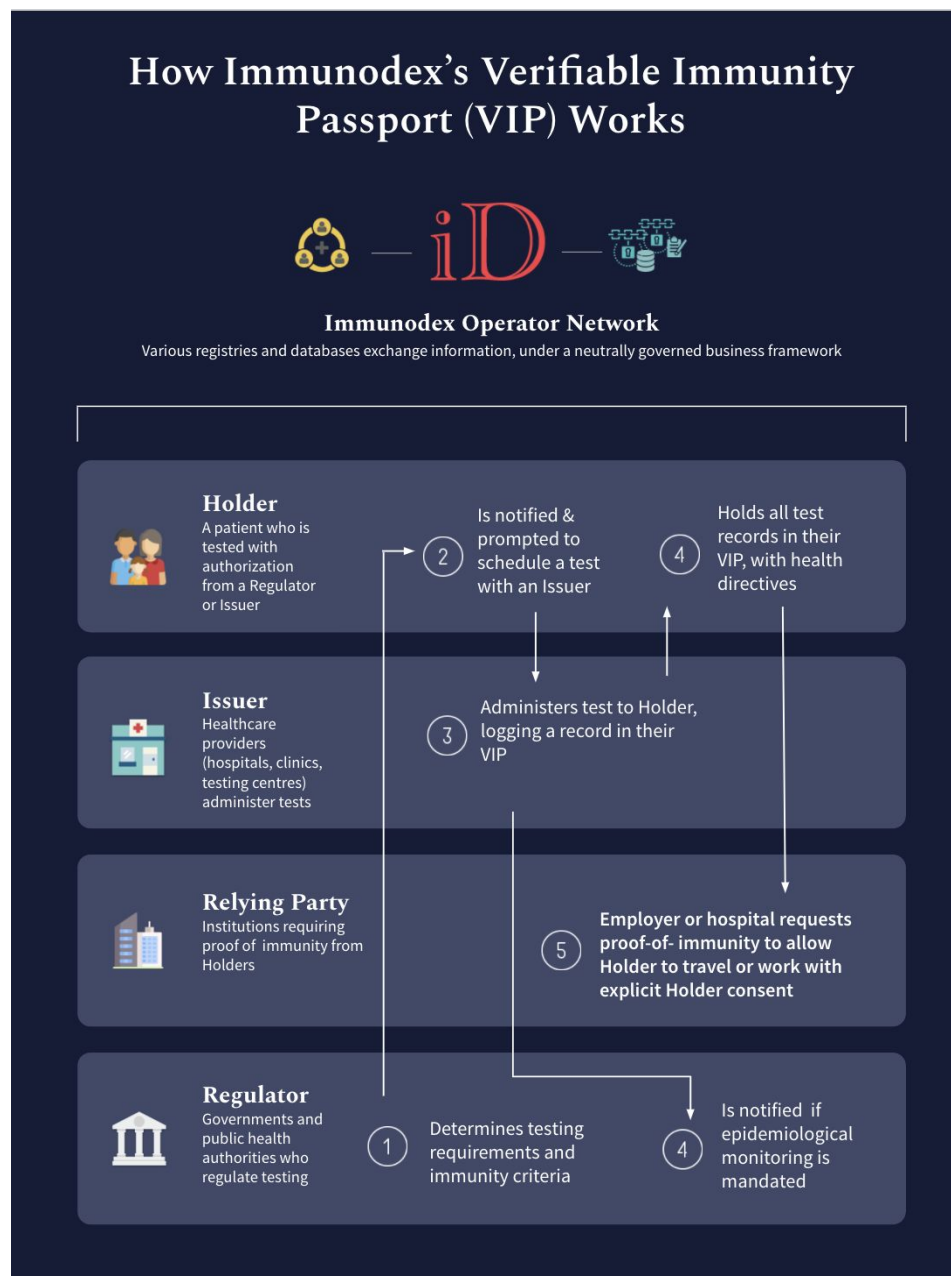 How Immunodex’s Verifiable Immunity
Passport (VIP) Works
iD
Immunodex Operator Network
Various registries and databases exchange information, under a neutrally governed business framework
Holder
A patient who is
tested with
authorization
from a Regulator
or Issuer
2
Is notified &
prompted to
schedule a test
with an Issuer
4
Holds all test
records in their
VIP, with health
directives
Issuer
Healthcare
providers
(hospitals, clinics,
testing centres)
administer tests
3
Administers test to Holder,
logging a record in their
VIP
Relying Party
Institutions requiring
proof of  immunity from
Holders
5
Employer or hospital requests
proof-of- immunity to allow
Holder to travel or work with
explicit Holder consent
Regulator
Governments and
public health
authorities who
regulate testing
1
Determines testing
requirements and
immunity criteria
4
Is notified  if
epidemiological
monitoring is
mandated